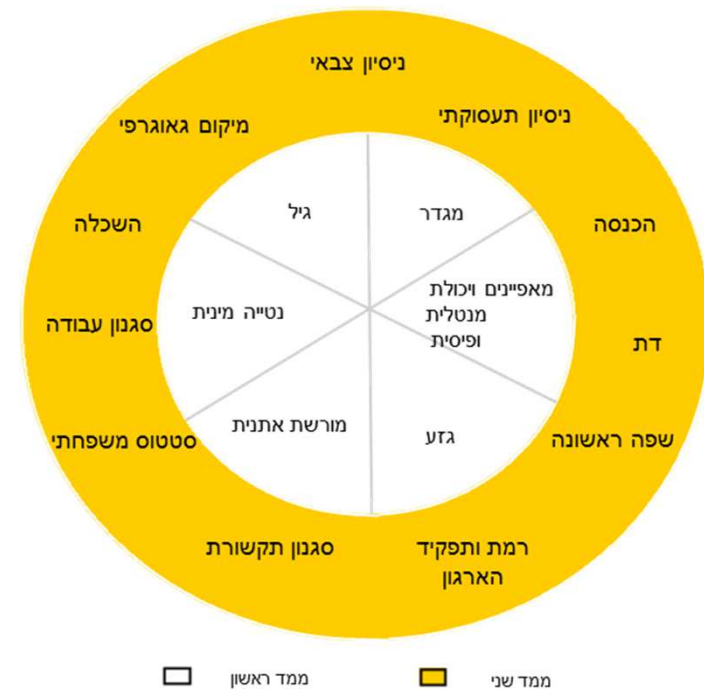 ניסיון צבאי
ניסיון תעסוקתי
מיקום גאוגרפי
הכנסה
השכלה
דת
סגנון עבודה
שפה ראשונה
סטטוס משפחתי
רמת ותפקיד
הארגון
סגנון תקשורת
מגדר
גיל
מאפיינים ויכולת
מנטלית
ופיסית
נטייה מינית
גזע
מורשת אתנית
ממד ראשון
ממד שני